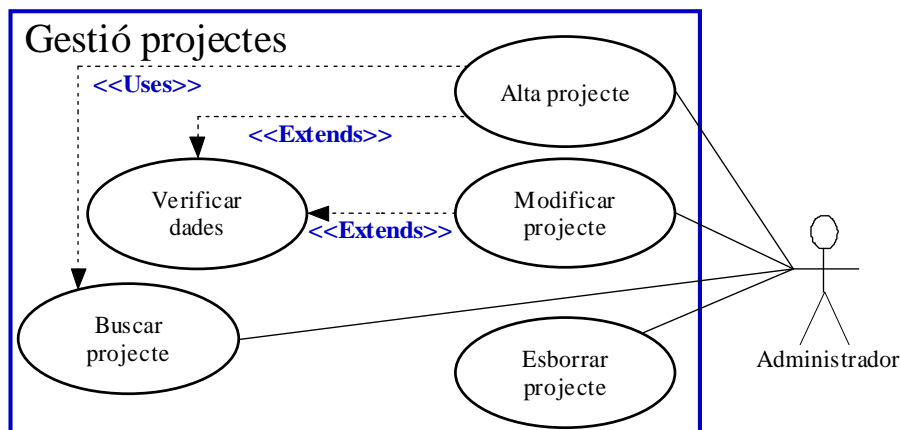 Gestió projectes
<<Uses>>
Alta projecte
<<Extends>>
Verificar
dades
Modificar
projecte
<<Extends>>
Buscar
projecte
Esborrar
projecte
Administrador